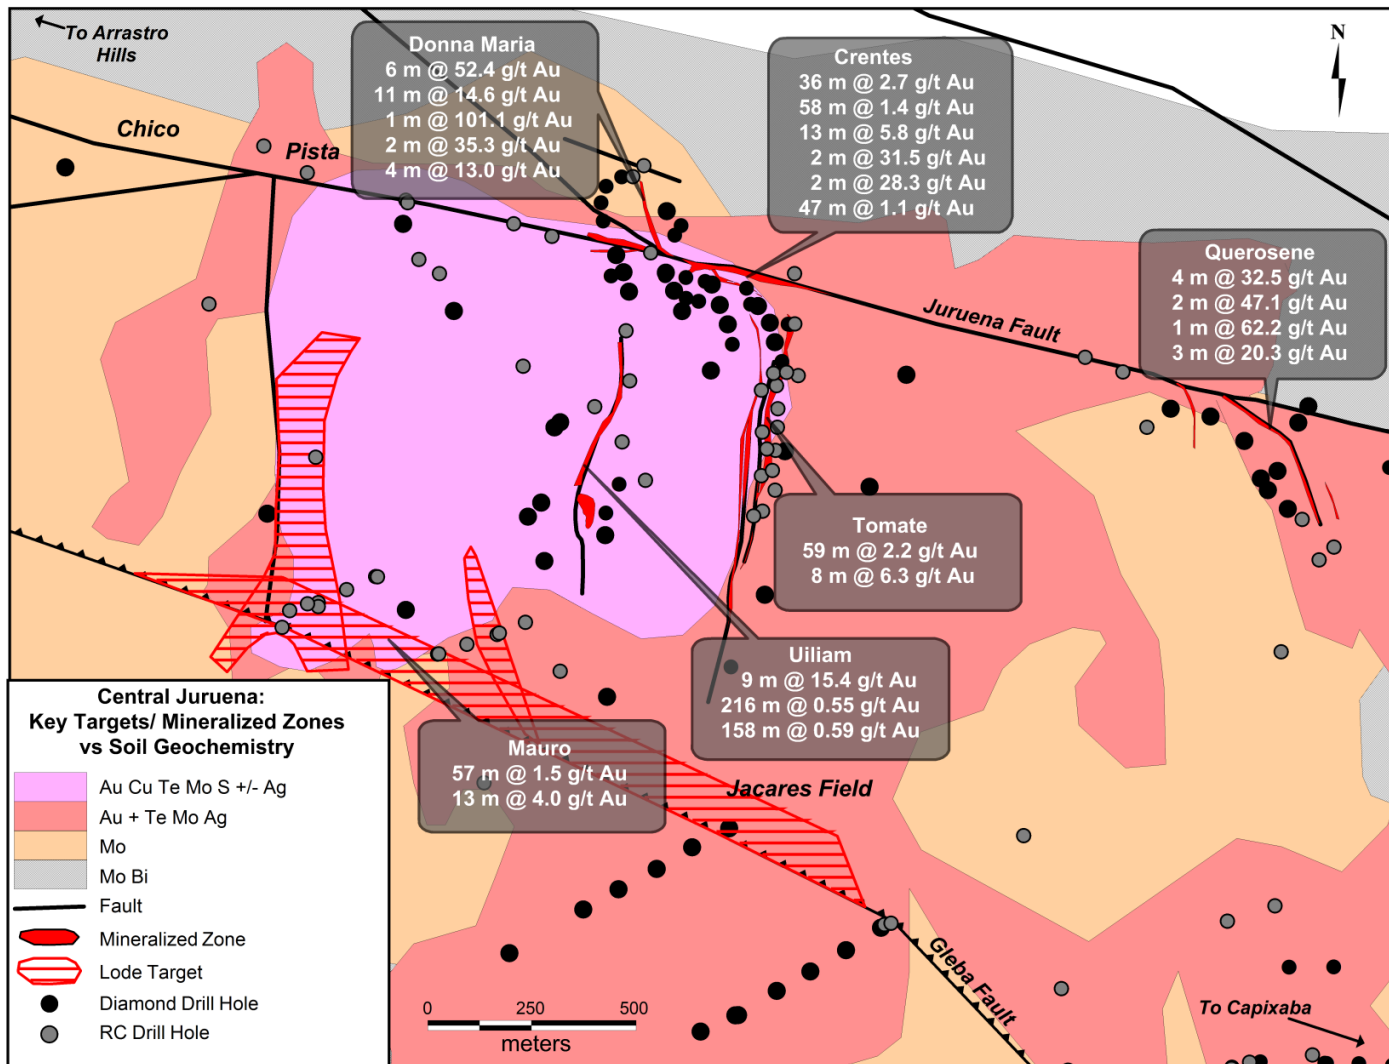 To Arrastro
Hills
N
Donna Maria
6 m @ 52.4 g/t Au
11 m @ 14.6 g/t Au
1 m @ 101.1 g/t Au
2 m @ 35.3 g/t Au
4 m @ 13.0 g/t Au
Crentes
36 m @ 2.7 g/t Au
58 m @ 1.4 g/t Au
13 m @ 5.8 g/t Au
2 m @ 31.5 g/t Au
2 m @ 28.3 g/t Au
47 m @ 1.1 g/t Au
Chico
Pista
Querosene
4 m @ 32.5 g/t Au
2 m @ 47.1 g/t Au
1 m @ 62.2 g/t Au
3 m @ 20.3 g/t Au
Juruena Fault
Tomate
59 m @ 2.2 g/t Au
8 m @ 6.3 g/t Au
Uiliam
9 m @ 15.4 g/t Au
216 m @ 0.55 g/t Au
158 m @ 0.59 g/t Au
Mauro
57 m @ 1.5 g/t Au
13 m @ 4.0 g/t Au
Jacares Field
Gleba Fault
To Capixaba
Central Juruena:
Key Targets/ Mineralized Zones
vs Soil Geochemistry
Au Cu Te Mo S +/- Ag
Au + Te Mo Ag
Mo
Mo Bi
Fault
Mineralized Zone
Lode Target
Diamond Drill Hole
RC Drill Hole
0 250 500
meters